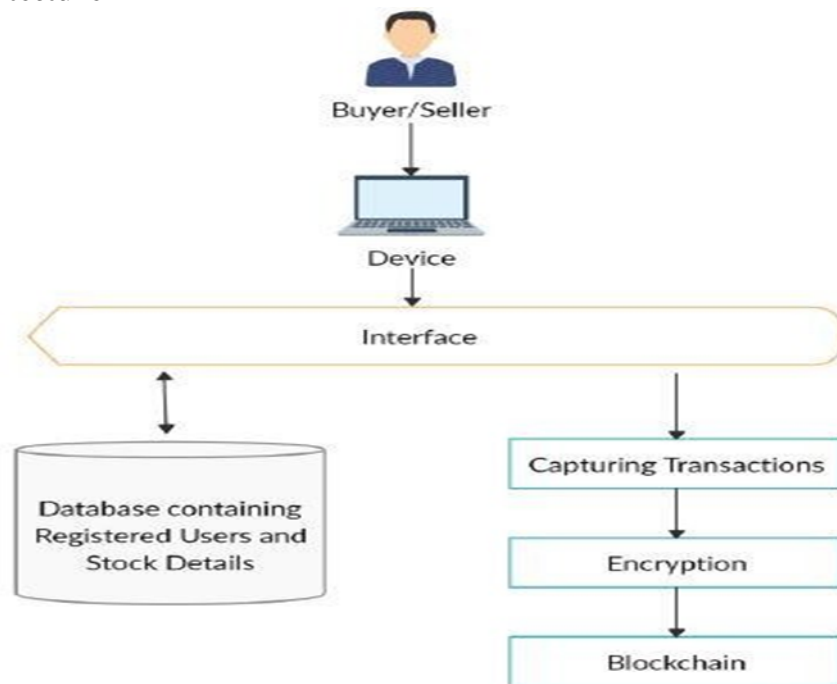 Buyer/Seller
Device
Interface
Database containing
Registered Users and
Stock Details
Capturing Transactions
Encryption
Blockchain